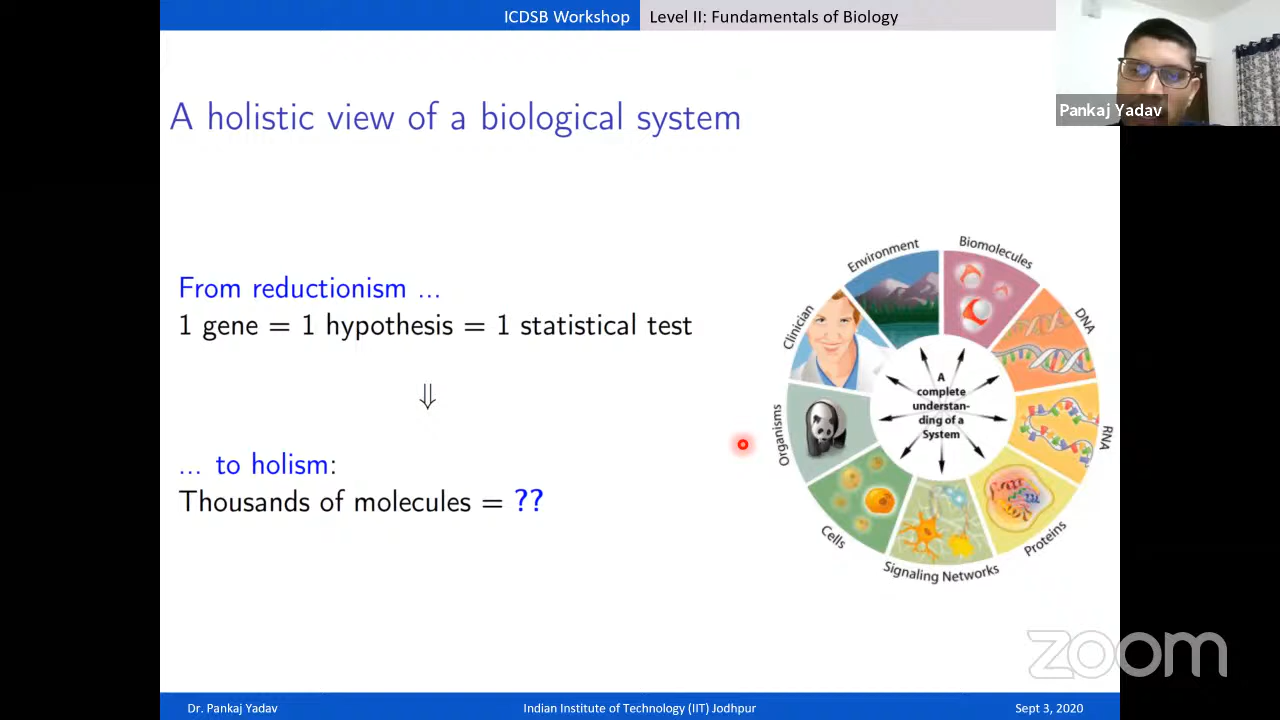 ICDSB Workshop
Level II: Fundamentals of Biology
Pankaj Yadav
A holistic view of a biological system
From reductionism ...
1 gene = 1 hypothesis = 1 statistical test
⇓
... to holism:
Thousands of molecules = ??
Environment
Biomolecules
DNA
RNA
Proteins
Signaling Networks
Cells
Organisms
Clinician
A
complete
understan-
ding of a
System
zoom
Dr. Pankaj Yadav
Indian Institute of Technology (IIT) Jodhpur
Sept 3, 2020